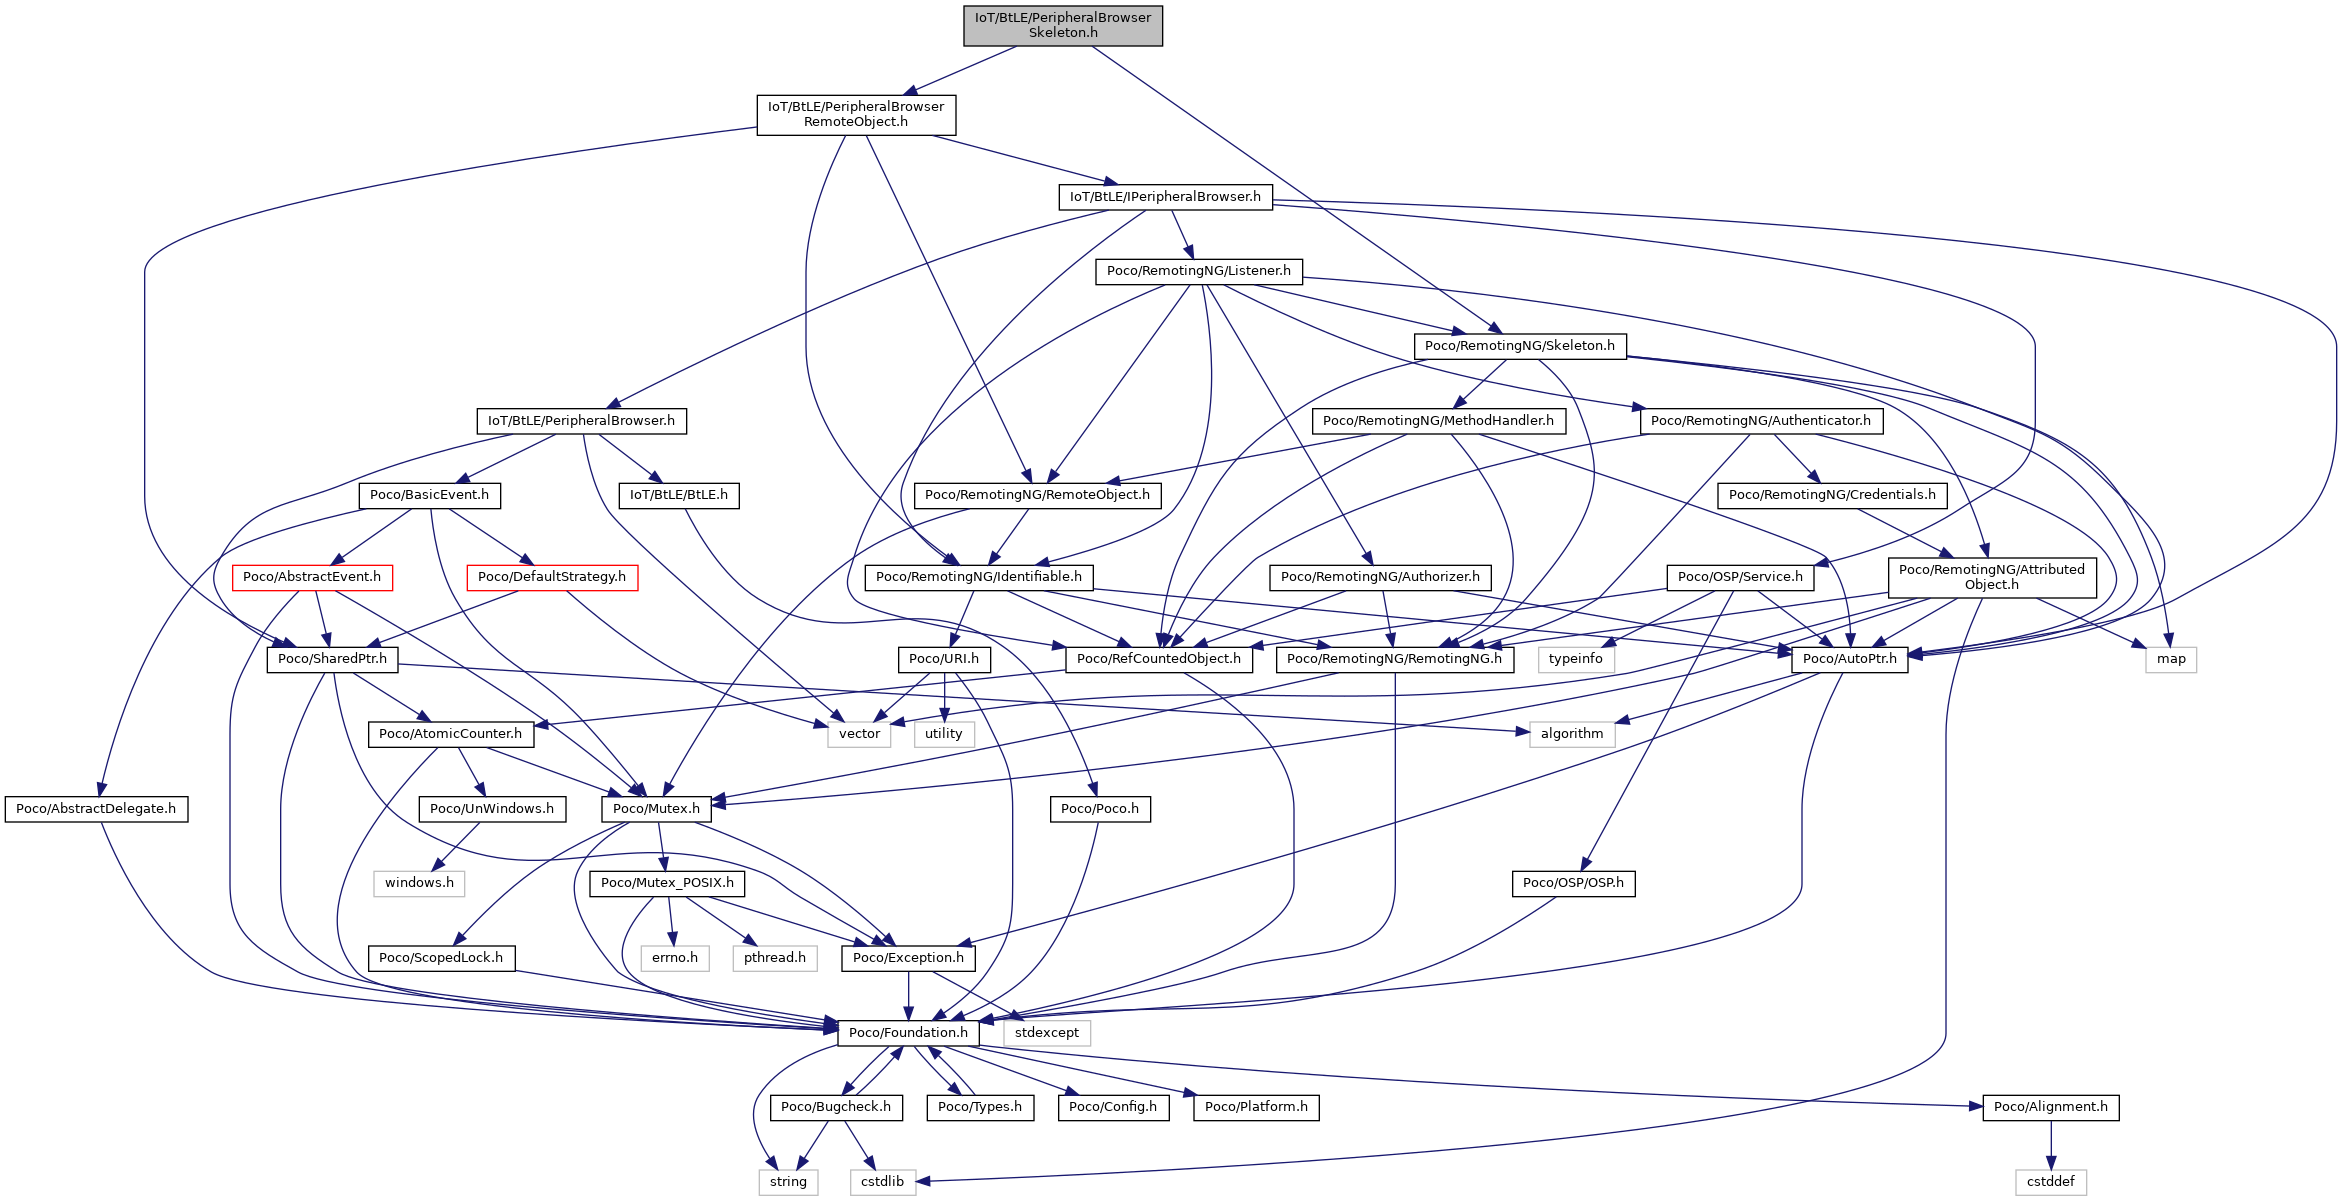 IoT/BtLE/PeripheralBrowser
Skeleton.h
IoT/BtLE/PeripheralBrowser
RemoteObject.h
IoT/BtLE/IPeripheralBrowser.h
Poco/RemotingNG/Listener.h
Poco/RemotingNG/Skeleton.h
IoT/BtLE/PeripheralBrowser.h
Poco/RemotingNG/MethodHandler.h
Poco/RemotingNG/Authenticator.h
Poco/BasicEvent.h
IoT/BtLE/BtLE.h
Poco/RemotingNG/RemoteObject.h
Poco/RemotingNG/Credentials.h
Poco/AbstractEvent.h
Poco/DefaultStrategy.h
Poco/RemotingNG/Identifiable.h
Poco/RemotingNG/Authorizer.h
Poco/OSP/Service.h
Poco/RemotingNG/Attributed
Object.h
Poco/SharedPtr.h
Poco/URI.h
Poco/RefCountedObject.h
Poco/RemotingNG/RemotingNG.h
typeinfo
Poco/AutoPtr.h
map
Poco/AtomicCounter.h
vector
utility
algorithm
Poco/AbstractDelegate.h
Poco/UnWindows.h
Poco/Mutex.h
Poco/Poco.h
windows.h
Poco/Mutex_POSIX.h
Poco/OSP/OSP.h
Poco/ScopedLock.h
errno.h
pthread.h
Poco/Exception.h
Poco/Foundation.h
stdexcept
Poco/Bugcheck.h
Poco/Types.h
Poco/Config.h
Poco/Platform.h
Poco/Alignment.h
string
cstdlib
cstddef